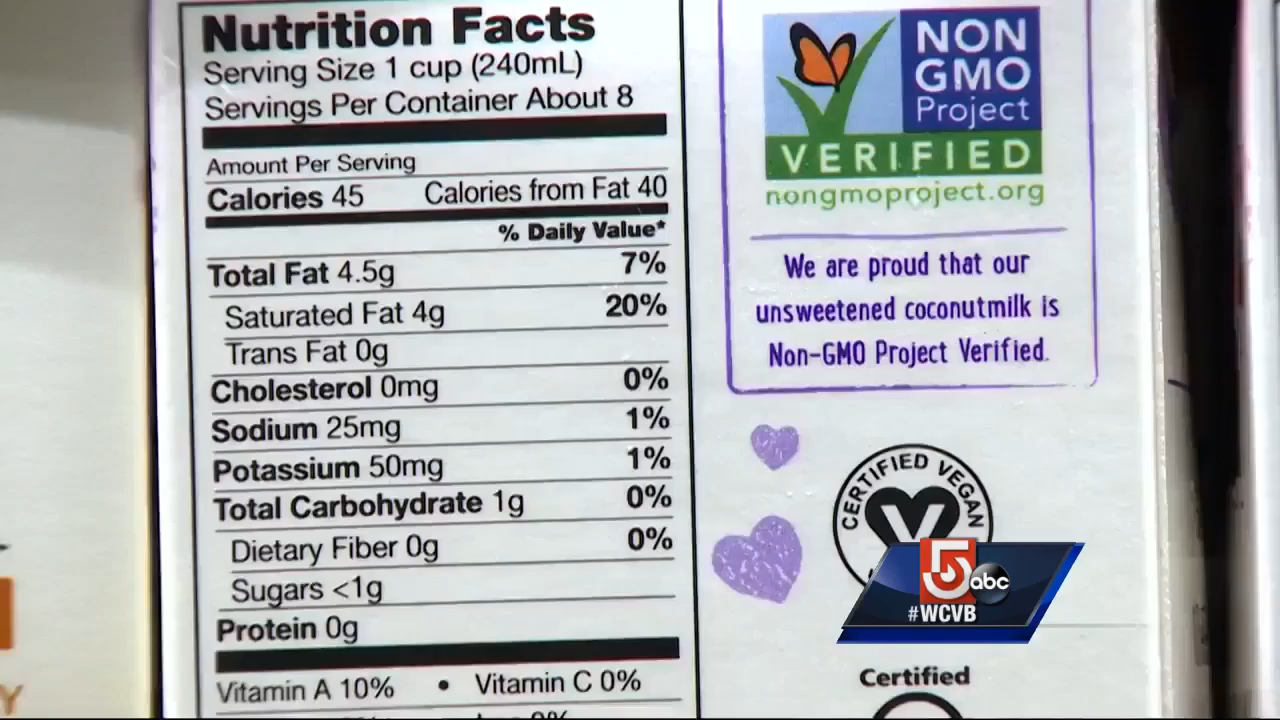 Nutrition Facts
Serving Size 1 cup (240mL)
Servings Per Container About 8
Amount Per Serving
Calories 45 Calories from Fat 40
% Daily Value*
Total Fat 4.5g 7%
Saturated Fat 4g 20%
Trans Fat 0g
Cholesterol 0mg 0%
Sodium 25mg 1%
Potassium 50mg 1%
Total Carbohydrate 1g 0%
Dietary Fiber 0g 0%
Sugars <1g
Protein 0g
Vitamin A 10% • Vitamin C 0%
NON
GMO
Project
VERIFIED
nongmoproject.org
We are proud that our
unsweetened coconutmilk is
Non-GMO Project Verified.
CERTIFIED VEGAN
V
5
abc
#WCVB
Certified
Y